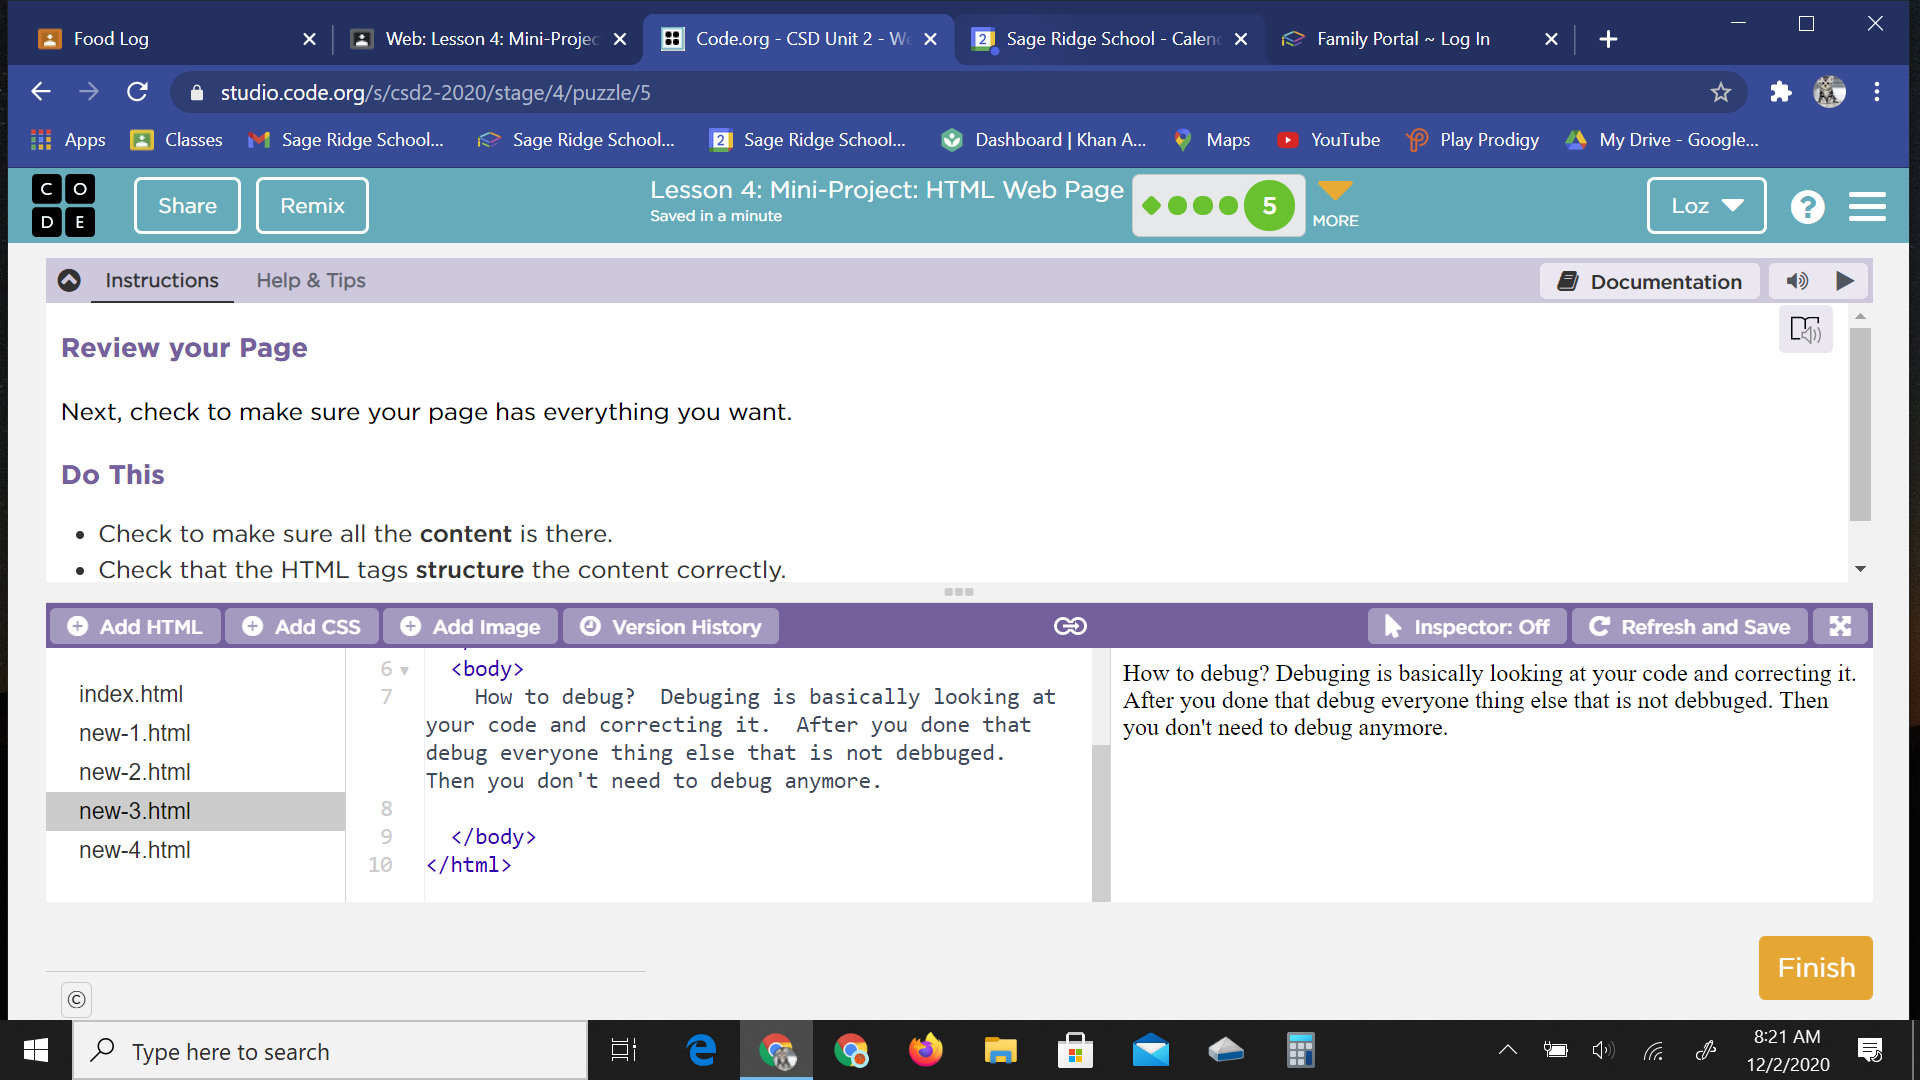 Food Log
Web: Lesson 4: Mini-Projec
Code.org - CSD Unit 2 - We
Sage Ridge School - Calen
Family Portal ~ Log In
studio.code.org/s/csd2-2020/stage/4/puzzle/5
Apps
Classes
Sage Ridge School...
Sage Ridge School...
2 Sage Ridge School...
Dashboard | Khan A...
Maps
YouTube
Play Prodigy
My Drive - Google...
C O
D E
Share
Remix
Lesson 4: Mini-Project: HTML Web Page
Saved in a minute
5
MORE
Loz
?
Instructions
Help & Tips
Documentation
Review your Page
Next, check to make sure your page has everything you want.
Do This
• Check to make sure all the content is there.
• Check that the HTML tags structure the content correctly.
Add HTML
Add CSS
Add Image
Version History
Inspector: Off
Refresh and Save
index.html
new-1.html
new-2.html
new-3.html
new-4.html
6 <body>
7 How to debug?  Debuging is basically looking at
your code and correcting it.  After you done that
debug everyone thing else that is not debbuged.
Then you don't need to debug anymore.
8
9 </body>
10 </html>
How to debug? Debuging is basically looking at your code and correcting it.
After you done that debug everyone thing else that is not debbuged. Then
you don't need to debug anymore.
Finish
©
Type here to search
8:21 AM
12/2/2020